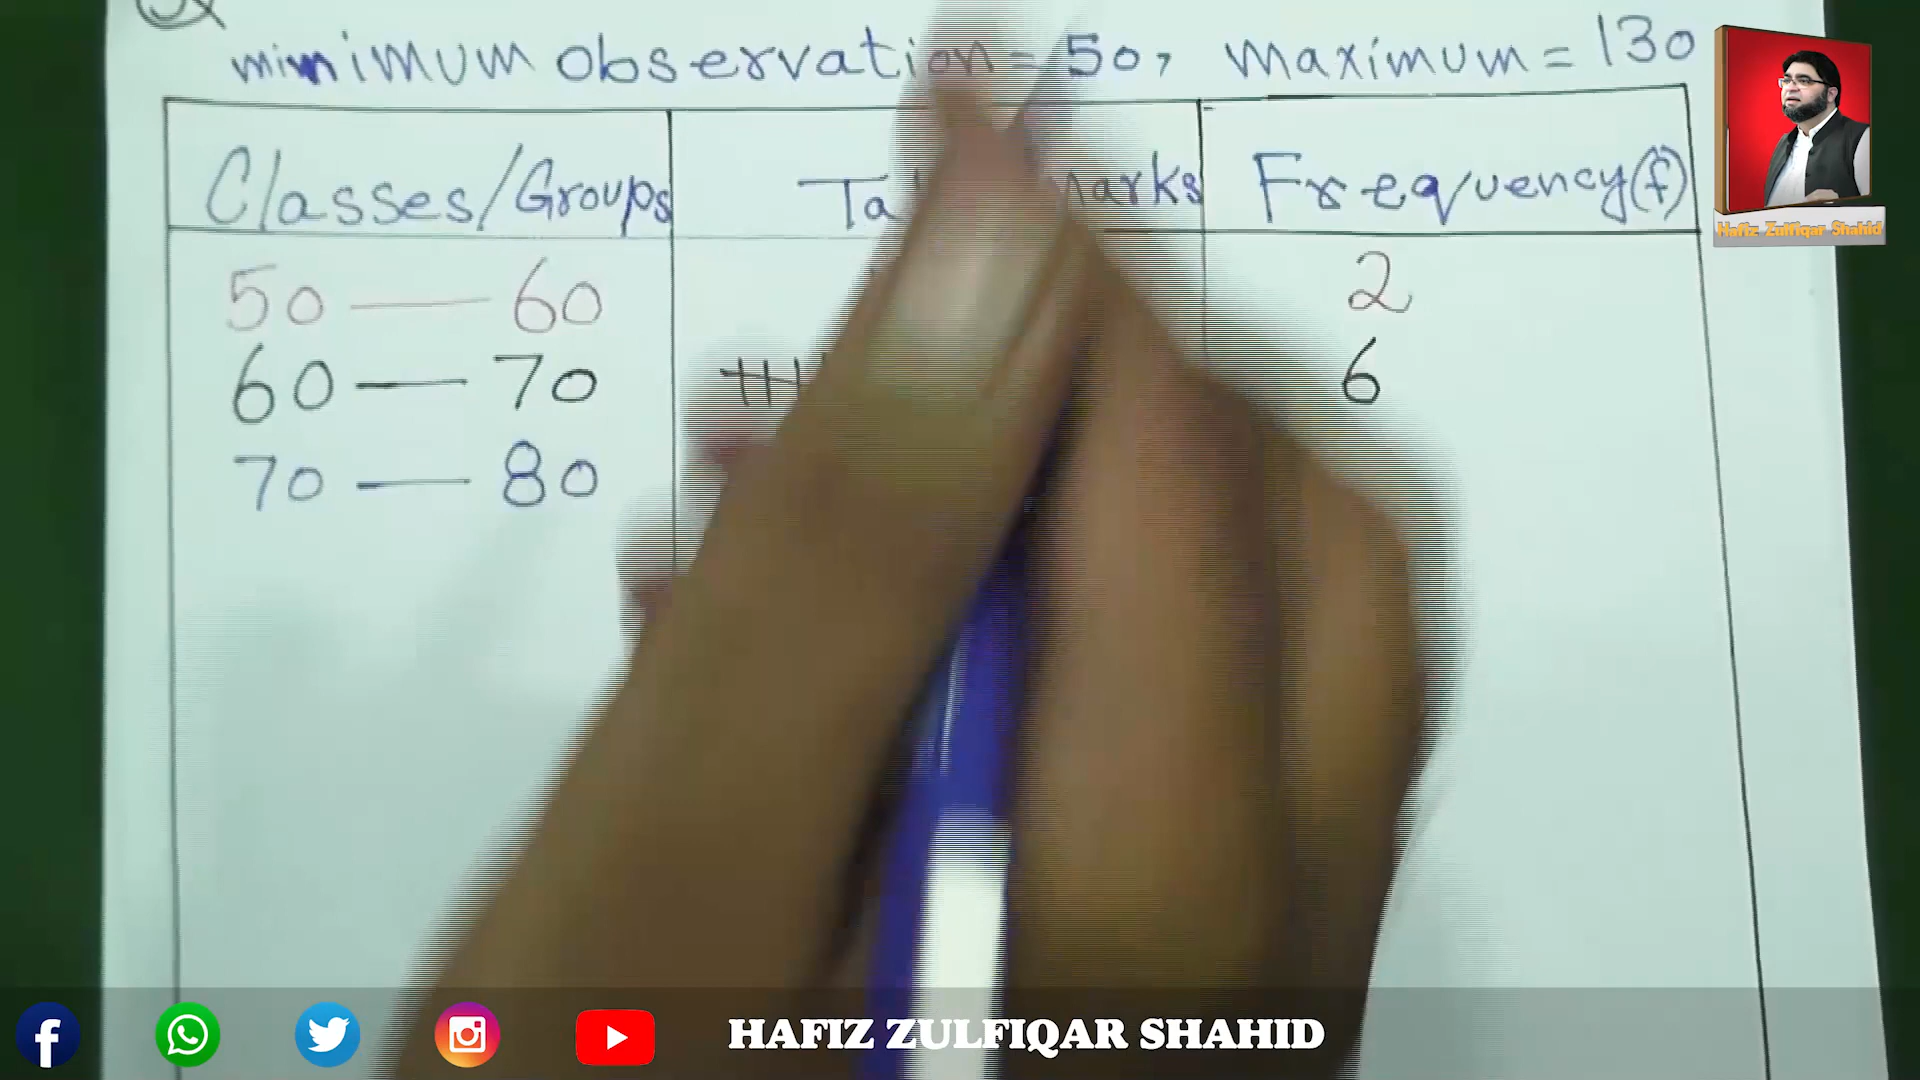 minimum observation = 50, maximum = 130
Classes/Groups marks Frequency(f)
50 — 60 2
60 — 70 6
70 — 80
Hafiz Zulfiqar Shahid
HAFIZ ZULFIQAR SHAHID